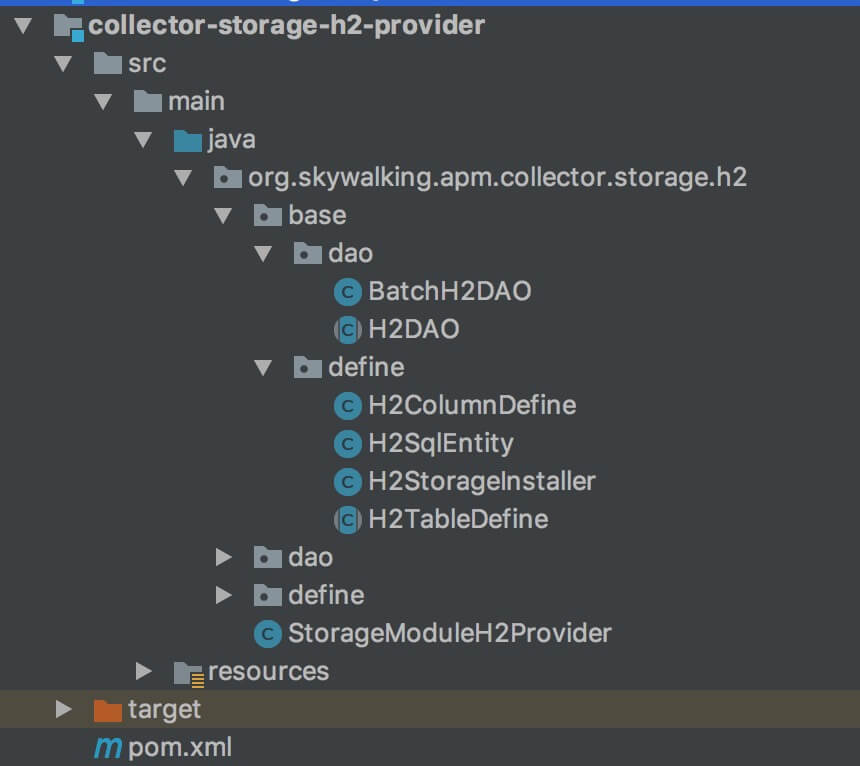 collector-storage-h2-provider
src
main
java
org.skywalking.apm.collector.storage.h2
base
dao
C BatchH2DAO
C H2DAO
define
C H2ColumnDefine
C H2SqlEntity
C H2StorageInstaller
C H2TableDefine
dao
define
C StorageModuleH2Provider
resources
target
m pom.xml